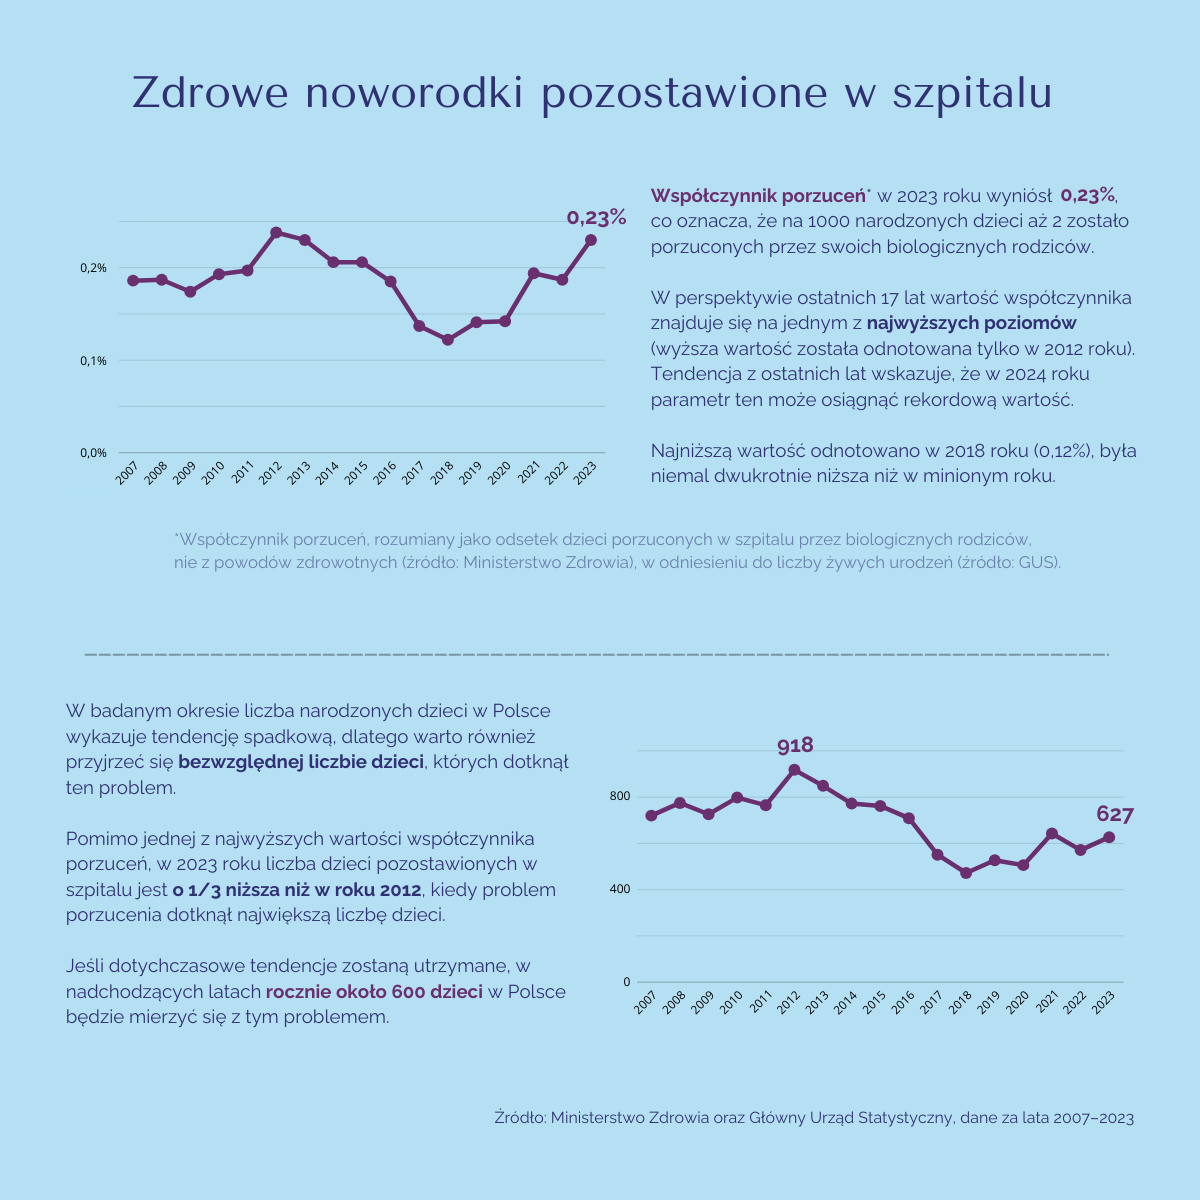 Zdrowe noworodki pozostawione w szpitalu
0,23%
0,2%
0,1%
0,0%
2007 2008 2009 2010 2011 2012 2013 2014 2015 2016 2017 2018 2019 2020 2021 2022 2023
Współczynnik porzuceń* w 2023 roku wyniósł 0,23%,
co oznacza, że na 1000 narodzonych dzieci aż 2 zostało
porzuconych przez swoich biologicznych rodziców.
W perspektywie ostatnich 17 lat wartość współczynnika
znajduje się na jednym z najwyższych poziomów
(wyższa wartość została odnotowana tylko w 2012 roku).
Tendencja z ostatnich lat wskazuje, że w 2024 roku
parametr ten może osiągnąć rekordową wartość.
Najniższą wartość odnotowano w 2018 roku (0,12%), była
niemal dwukrotnie niższa niż w minionym roku.
*Współczynnik porzuceń, rozumiany jako odsetek dzieci porzuconych w szpitalu przez biologicznych rodziców,
nie z powodów zdrowotnych (źródło: Ministerstwo Zdrowia), w odniesieniu do liczby żywych urodzeń (źródło: GUS).
W badanym okresie liczba narodzonych dzieci w Polsce
wykazuje tendencję spadkową, dlatego warto również
przyjrzeć się bezwzględnej liczbie dzieci, których dotknął
ten problem.
Pomimo jednej z najwyższych wartości współczynnika
porzuceń, w 2023 roku liczba dzieci pozostawionych w
szpitalu jest o 1/3 niższa niż w roku 2012, kiedy problem
porzucenia dotknął największą liczbę dzieci.
Jeśli dotychczasowe tendencje zostaną utrzymane, w
nadchodzących latach rocznie około 600 dzieci w Polsce
będzie mierzyć się z tym problemem.
918
627
800
400
0
2007 2008 2009 2010 2011 2012 2013 2014 2015 2016 2017 2018 2019 2020 2021 2022 2023
Źródło: Ministerstwo Zdrowia oraz Główny Urząd Statystyczny, dane za lata 2007–2023